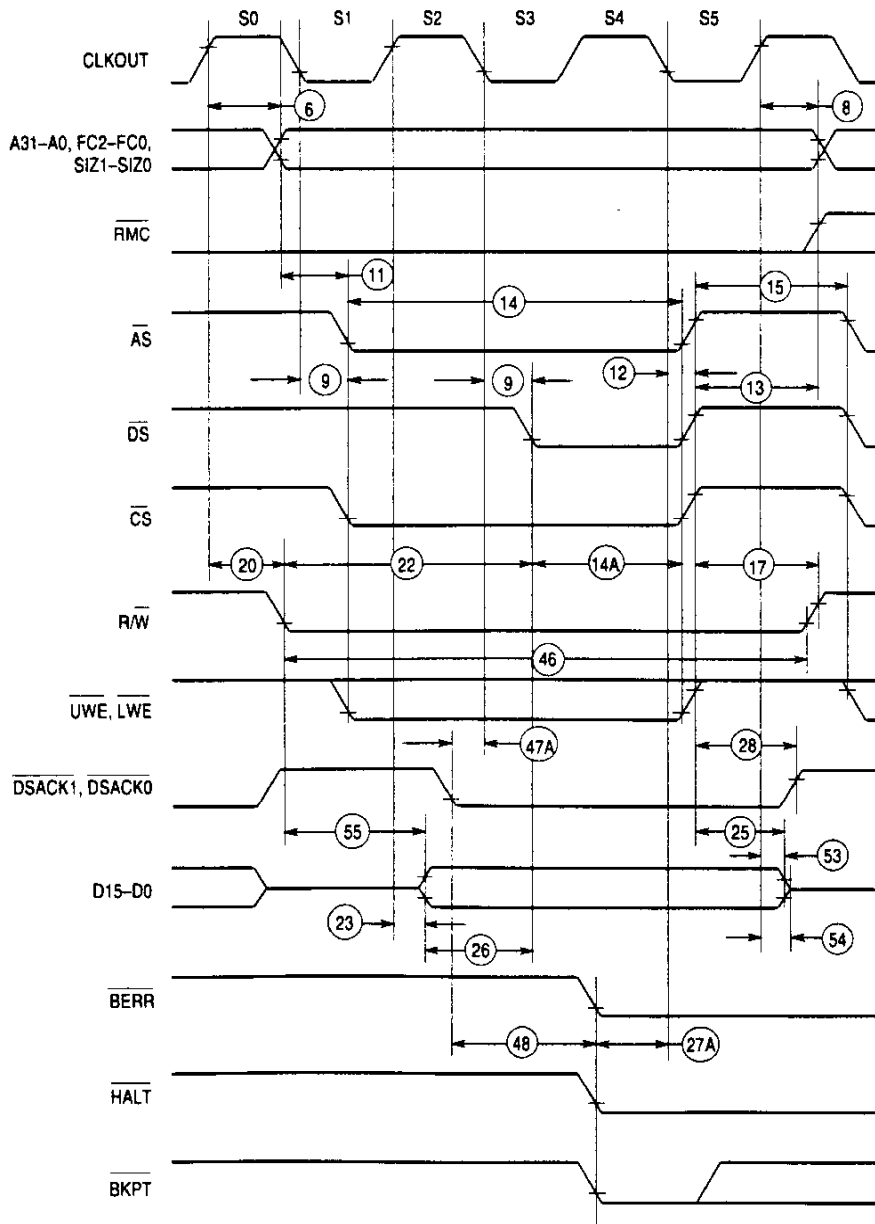 S0 S1 S2 S3 S4 S5
CLKOUT
6 8
A31–A0, FC2–FC0,
SIZ1–SIZ0
RMC
11
14 15
AS
9 9 12 13
DS
CS
20 22 14A 17
R/W
46
UWE, LWE
47A 28
DSACK1, DSACK0
55 25
53
D15–D0
23
26 54
BERR
48 27A
HALT
BKPT